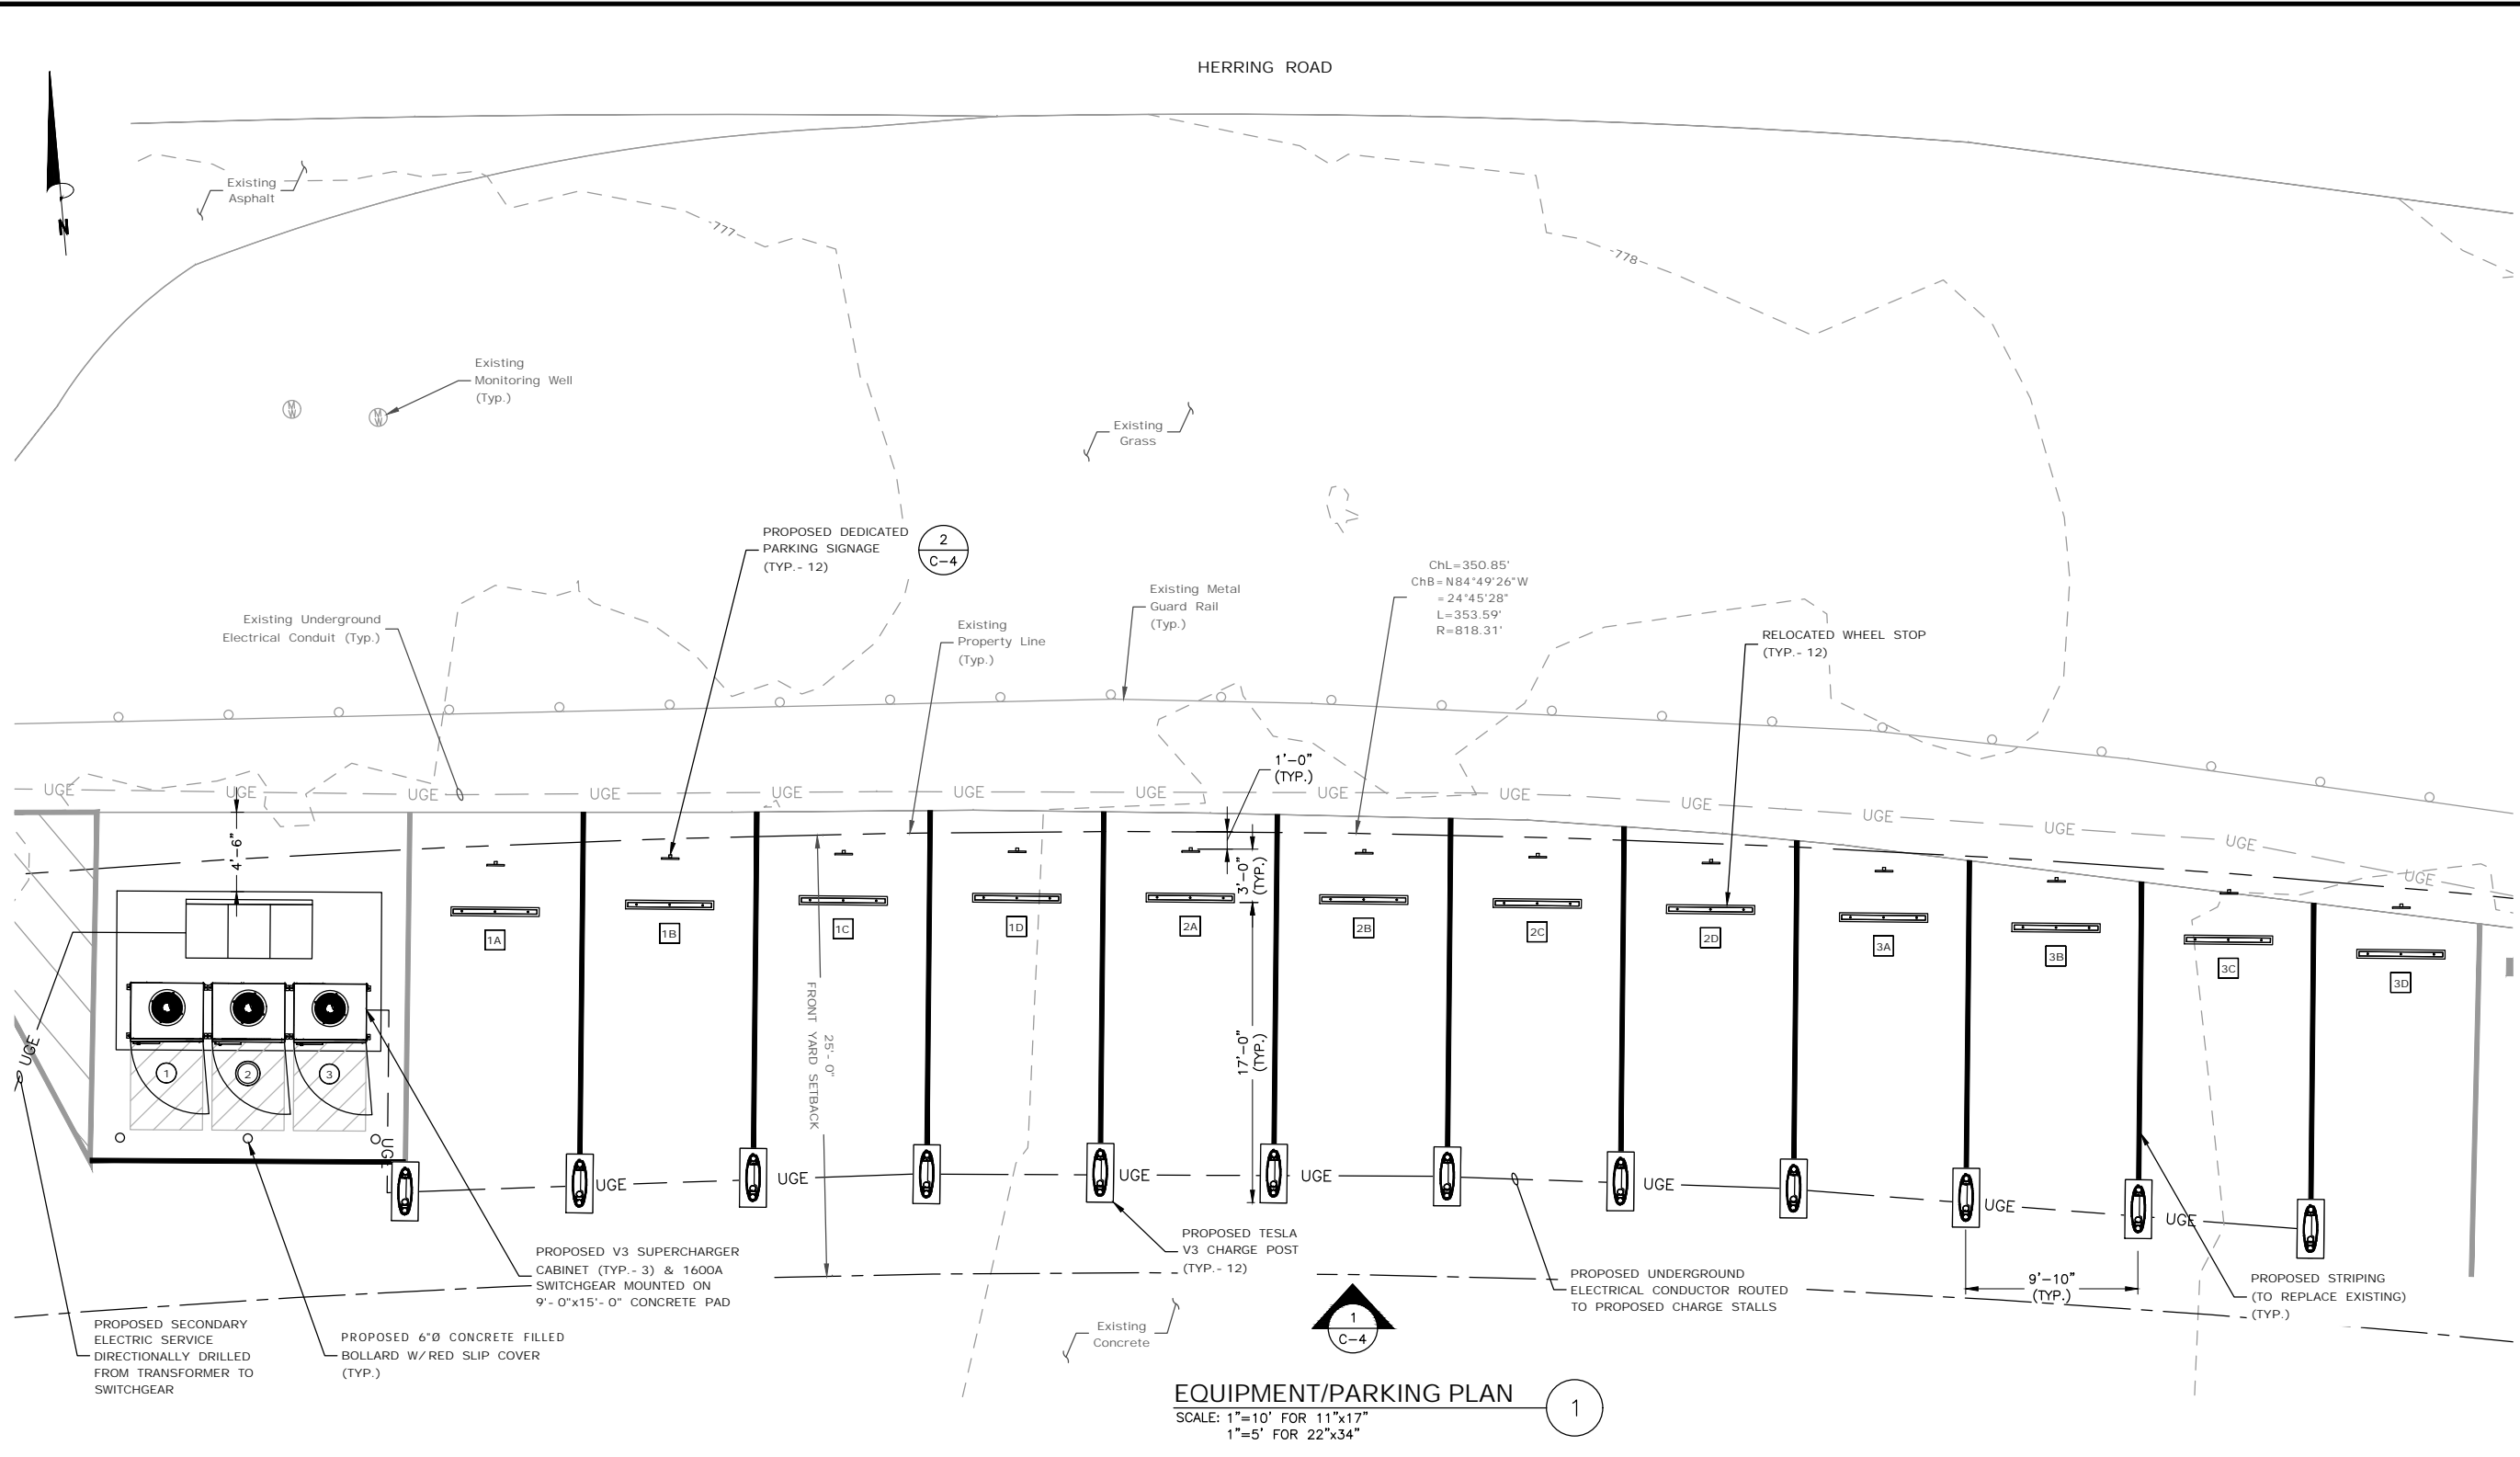 HERRING ROAD
N
Existing
Asphalt
777
778
Existing
Monitoring Well
(Typ.)
M
W
M
W
Existing
Grass
PROPOSED DEDICATED
PARKING SIGNAGE
(TYP.-12)
2
C-4
Existing Underground
Electrical Conduit (Typ.)
Existing
Property Line
(Typ.)
Existing Metal
Guard Rail
(Typ.)
ChL=350.85'
ChB=N84°49'26"W
=24°45'28"
L=353.59'
R=818.31'
RELOCATED WHEEL STOP
(TYP.-12)
1'-0"
(TYP.)
UGE
UGE
UGE
UGE
UGE
UGE
UGE
UGE
UGE
UGE
UGE
UGE
UGE
UGE
4'-6"
3'-0"
(TYP.)
1A
1B
1C
1D
2A
2B
2C
2D
3A
3B
3C
3D
25'-0"
FRONT YARD SETBACK
17'-0"
(TYP.)
UGE
1
2
3
UGE
UGE
UGE
UGE
UGE
UGE
UGE
UGE
PROPOSED V3 SUPERCHARGER
CABINET (TYP.-3) & 1600A
SWITCHGEAR MOUNTED ON
9'-0"x15'-0" CONCRETE PAD
PROPOSED TESLA
V3 CHARGE POST
(TYP.-12)
PROPOSED UNDERGROUND
ELECTRICAL CONDUCTOR ROUTED
TO PROPOSED CHARGE STALLS
9'-10"
(TYP.)
PROPOSED STRIPING
(TO REPLACE EXISTING)
(TYP.)
PROPOSED SECONDARY
ELECTRIC SERVICE
DIRECTIONALLY DRILLED
FROM TRANSFORMER TO
SWITCHGEAR
PROPOSED 6"Ø CONCRETE FILLED
BOLLARD W/RED SLIP COVER
(TYP.)
Existing
Concrete
1
C-4
EQUIPMENT/PARKING PLAN
1
SCALE: 1"=10' FOR 11"x17"
1"=5' FOR 22"x34"